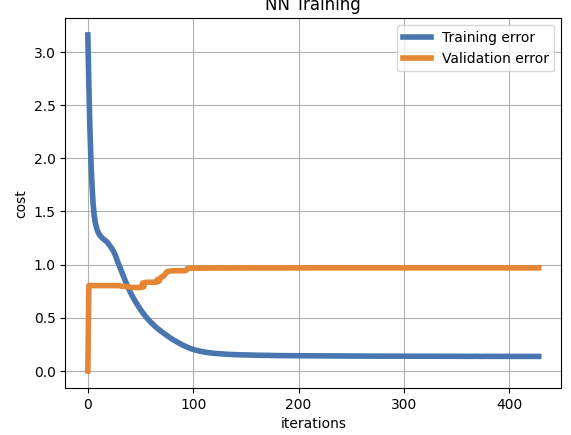 NN Training
Training error
Validation error
3.0
2.5
2.0
1.5
1.0
0.5
0.0
cost
0 100 200 300 400
iterations